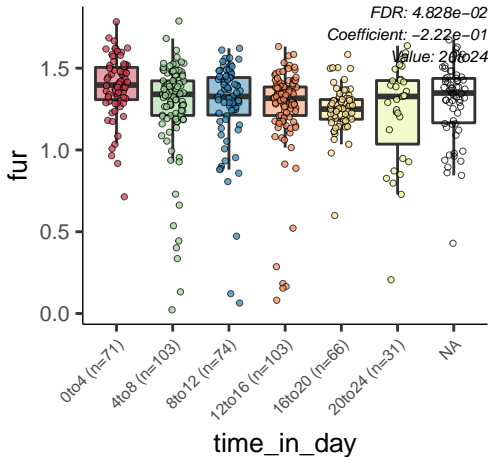 FDR: 4.828e−02
Coefficient: −2.22e−01
Value: 20to24
fur
1.5
1.0
0.5
0.0
0to4 (n=71)
4to8 (n=103)
8to12 (n=74)
12to16 (n=103)
16to20 (n=66)
20to24 (n=31)
NA
time_in_day